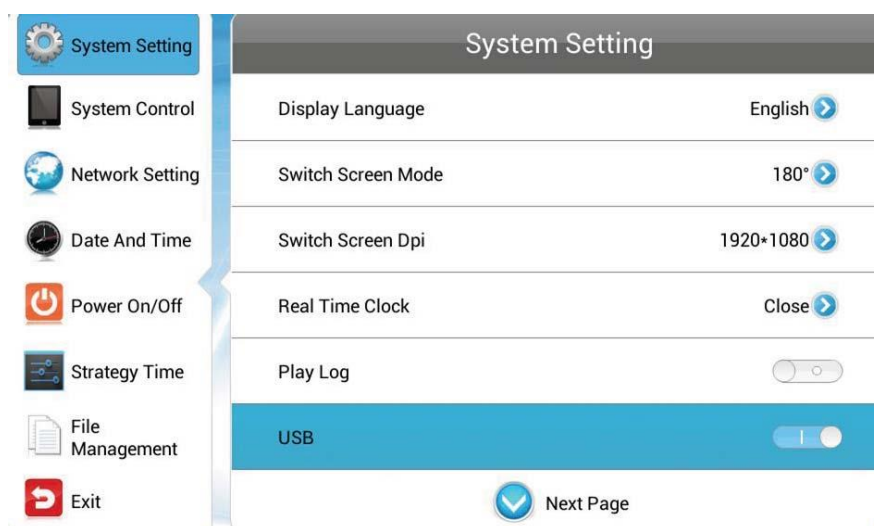 System Setting
System Control
Network Setting
Date And Time
Power On/Off
Strategy Time
File
Management
Exit
System Setting
Display Language English
Switch Screen Mode 180°
Switch Screen Dpi 1920*1080
Real Time Clock Close
Play Log
USB
Next Page